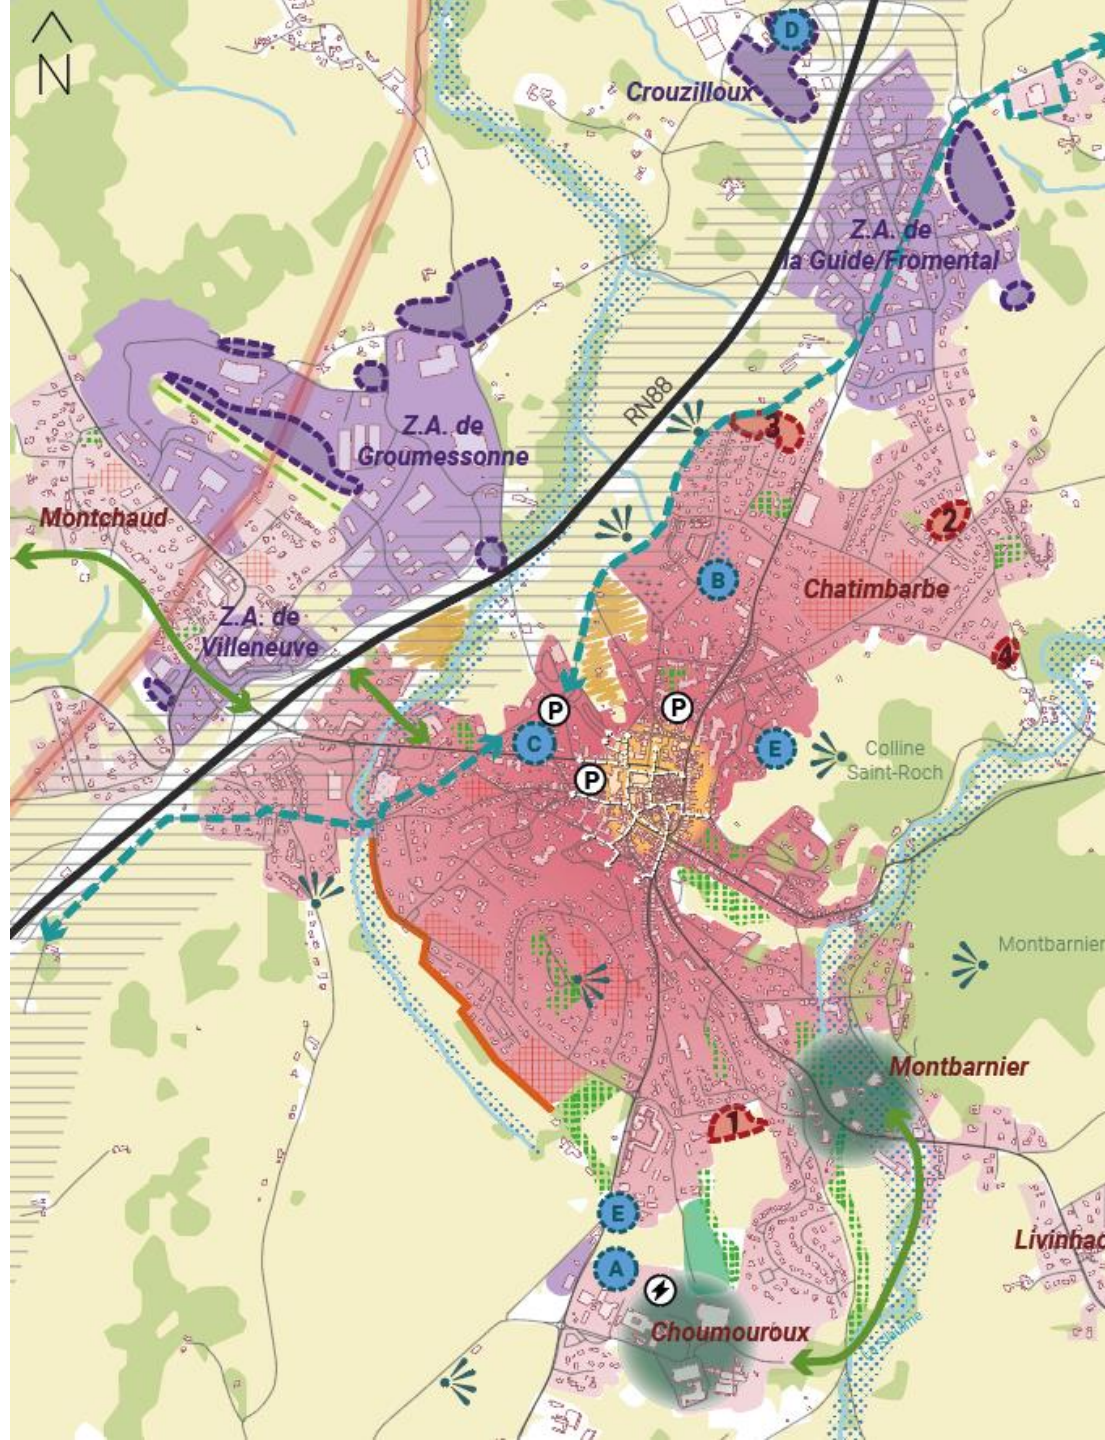 N
D
Crouzilloux
Z.A. de
la Guide/Fromental
RN88
3
Z.A. de
Groumessonne
Montchaud
2
B
Chatimbarbe
Z.A. de
Villeneuve
4
P
P
C
E
Colline
Saint-Roch
P
Montbarnier
Montbarnier
1
E
Livinhac
A
Choumouroux